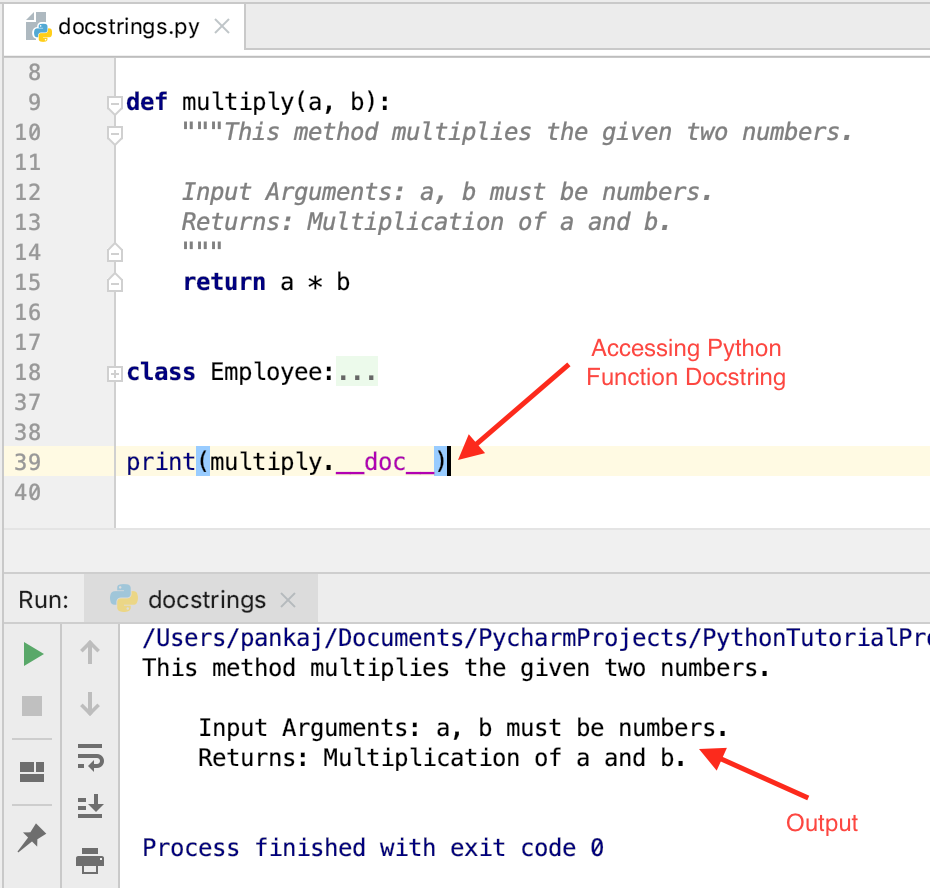 docstrings.py
8
9 def multiply(a, b):
10     """This method multiplies the given two numbers.
11
12     Input Arguments: a, b must be numbers.
13     Returns: Multiplication of a and b.
14     """
15     return a * b
16
17
18 class Employee:...
37
38
Accessing Python
Function Docstring
39 print(multiply.__doc__)
40
Run: docstrings
/Users/pankaj/Documents/PycharmProjects/PythonTutorialPro
This method multiplies the given two numbers.
    Input Arguments: a, b must be numbers.
    Returns: Multiplication of a and b.
Output
Process finished with exit code 0